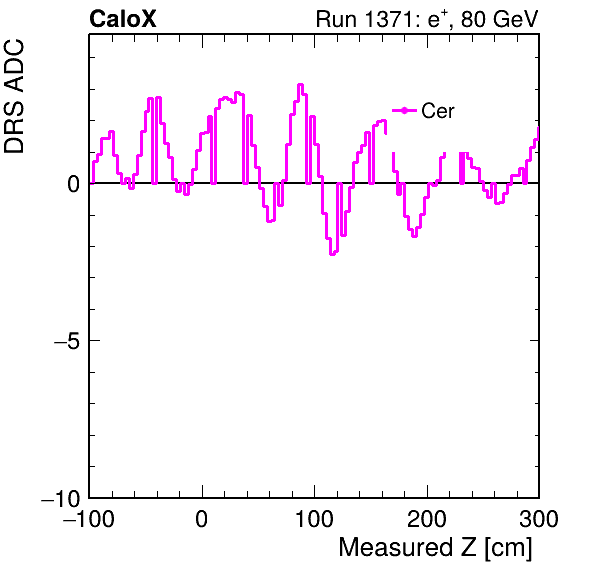 CaloX Run 1371: e⁺, 80 GeV
DRS ADC
Cer
0
−5
−10
−100 0 100 200 300
Measured Z [cm]